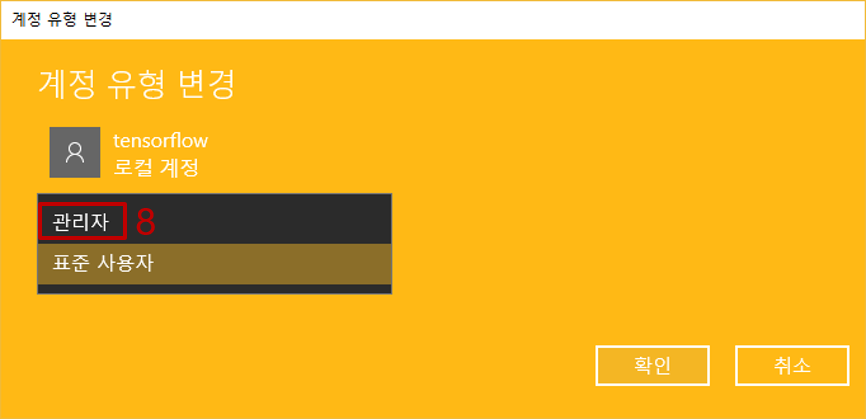 계정 유형 변경
계정 유형 변경
tensorflow
로컬 계정
관리자 8
표준 사용자
확인 취소